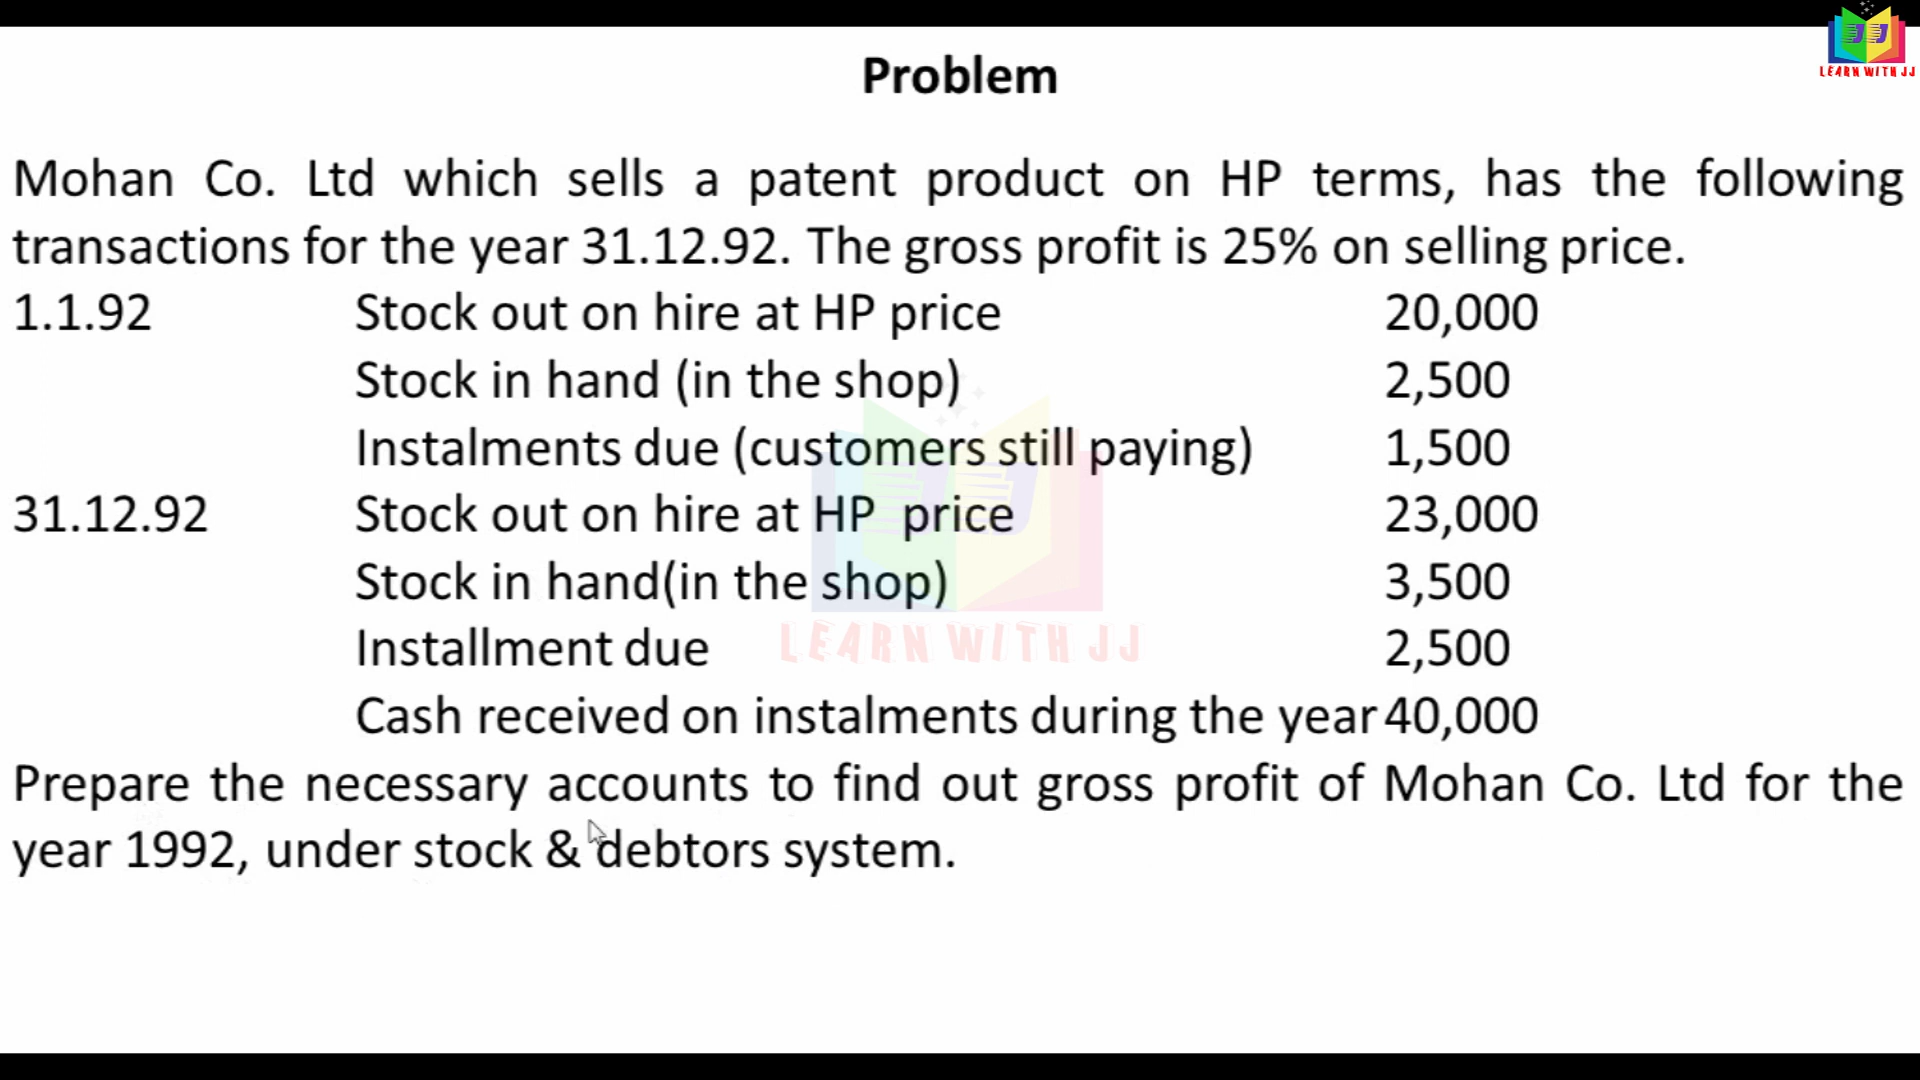 LEARN WITH JJ
Problem
Mohan Co. Ltd which sells a patent product on HP terms, has the following
transactions for the year 31.12.92. The gross profit is 25% on selling price.
1.1.92 Stock out on hire at HP price 20,000
Stock in hand (in the shop) 2,500
Instalments due (customers still paying) 1,500
31.12.92 Stock out on hire at HP price 23,000
Stock in hand(in the shop) 3,500
Installment due 2,500
LEARN WITH JJ
Cash received on instalments during the year 40,000
Prepare the necessary accounts to find out gross profit of Mohan Co. Ltd for the
year 1992, under stock & debtors system.